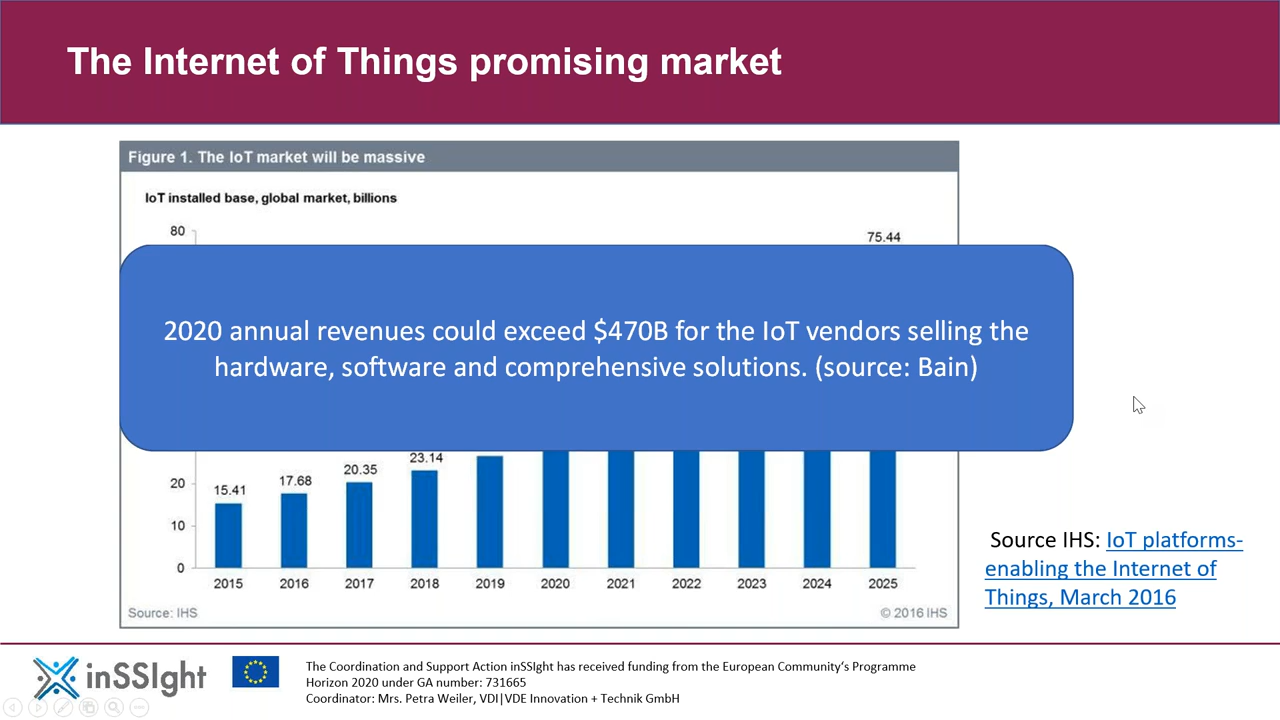 The Internet of Things promising market
Figure 1. The IoT market will be massive
IoT installed base, global market, billions
80
75.44
2020 annual revenues could exceed $470B for the IoT vendors selling the
hardware, software and comprehensive solutions. (source: Bain)
23.14
20.35
17.68
15.41
20
10
0
2015 2016 2017 2018 2019 2020 2021 2022 2023 2024 2025
Source: IHS © 2016 IHS
Source IHS: IoT platforms-
enabling the Internet of
Things, March 2016
inSSIght
The Coordination and Support Action inSSIght has received funding from the European Community’s Programme
Horizon 2020 under GA number: 731665
Coordinator: Mrs. Petra Weiler, VDI|VDE Innovation + Technik GmbH